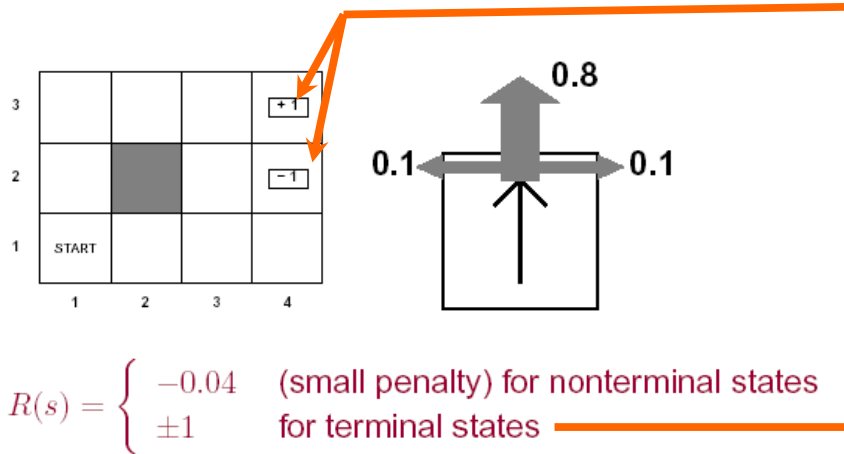 3
+ 1
2
− 1
1
START
1 2 3 4
0.8
0.1
0.1
R(s) = { −0.04 (small penalty) for nonterminal states
±1 for terminal states